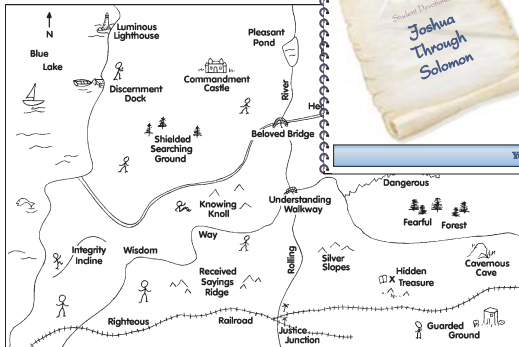 N
Luminous
Lighthouse
Pleasant
Pond
Blue
Lake
Discernment
Dock
Commandment
Castle
River
Shielded
Searching
Ground
Beloved Bridge
Student Devotional
Joshua
Through
Solomon
Dangerous
Knowing
Knoll
Understanding
Walkway
Fearful Forest
Way
Integrity
Incline
Wisdom
Rolling
Silver
Slopes
Cavernous
Cave
Received
Sayings
Ridge
X Hidden
Treasure
Righteous Railroad
Justice
Junction
Guarded
Ground